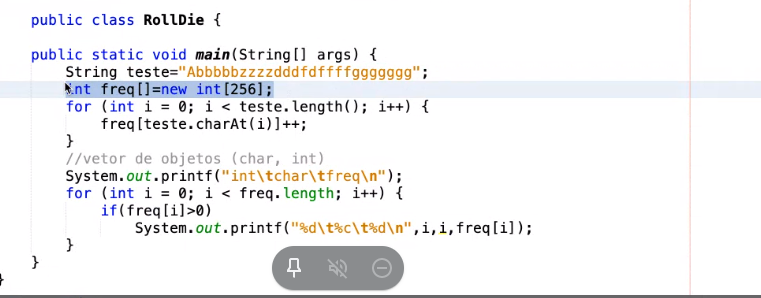 public class RollDie {
public static void main(String[] args) {
String teste="Abbbbbzzzzdddfdffffggggggg";
int freq[]=new int[256];
for (int i = 0; i < teste.length(); i++) {
freq[teste.charAt(i)]++;
}
//vetor de objetos (char, int)
System.out.printf("int\tchar\tfreq\n");
for (int i = 0; i < freq.length; i++) {
if(freq[i]>0)
System.out.printf("%d\t%c\t%d\n",i,i,freq[i]);
}
}
}